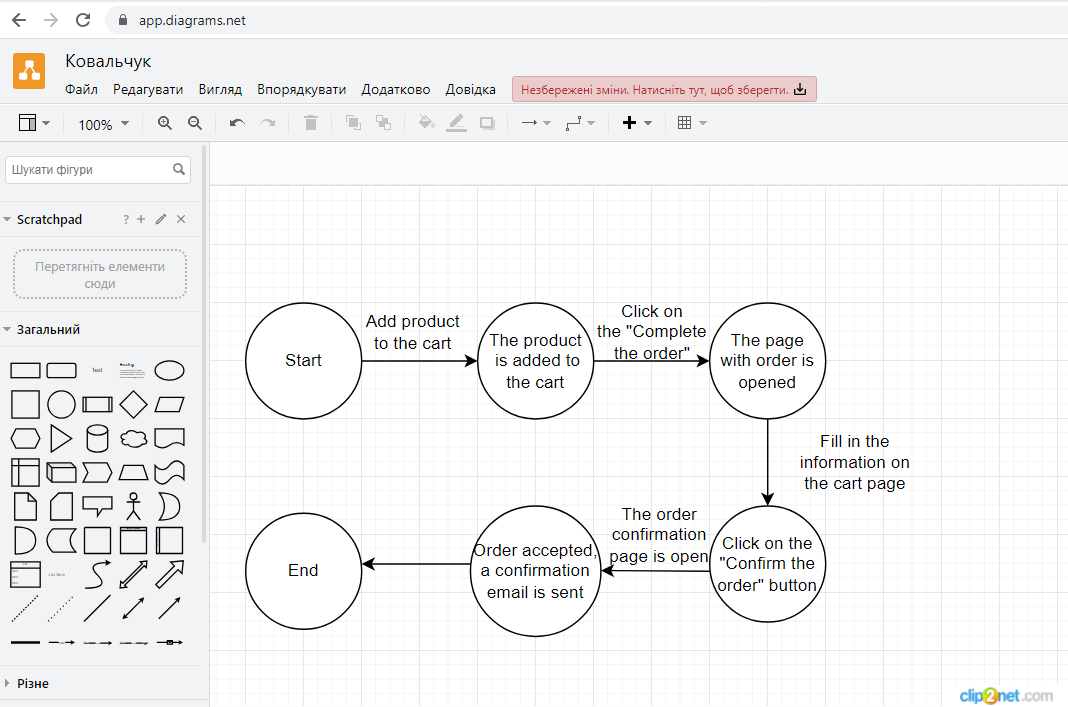 app.diagrams.net
Ковальчук
Файл Редагувати Вигляд Впорядкувати Додатково Довідка
Незбережені зміни. Натисніть тут, щоб зберегти.
100%
Шукати фігури
Scratchpad
?
Перетягніть елементи
сюди
Загальний
Text
Heading
List Item
Різне
Start
Add product
to the cart
The product
is added to
the cart
Click on
the "Complete
the order"
The page
with order is
opened
Fill in the
information on
the cart page
Click on the
"Confirm the
order" button
The order
confirmation
page is open
Order accepted,
a confirmation
email is sent
End
clip2net.com